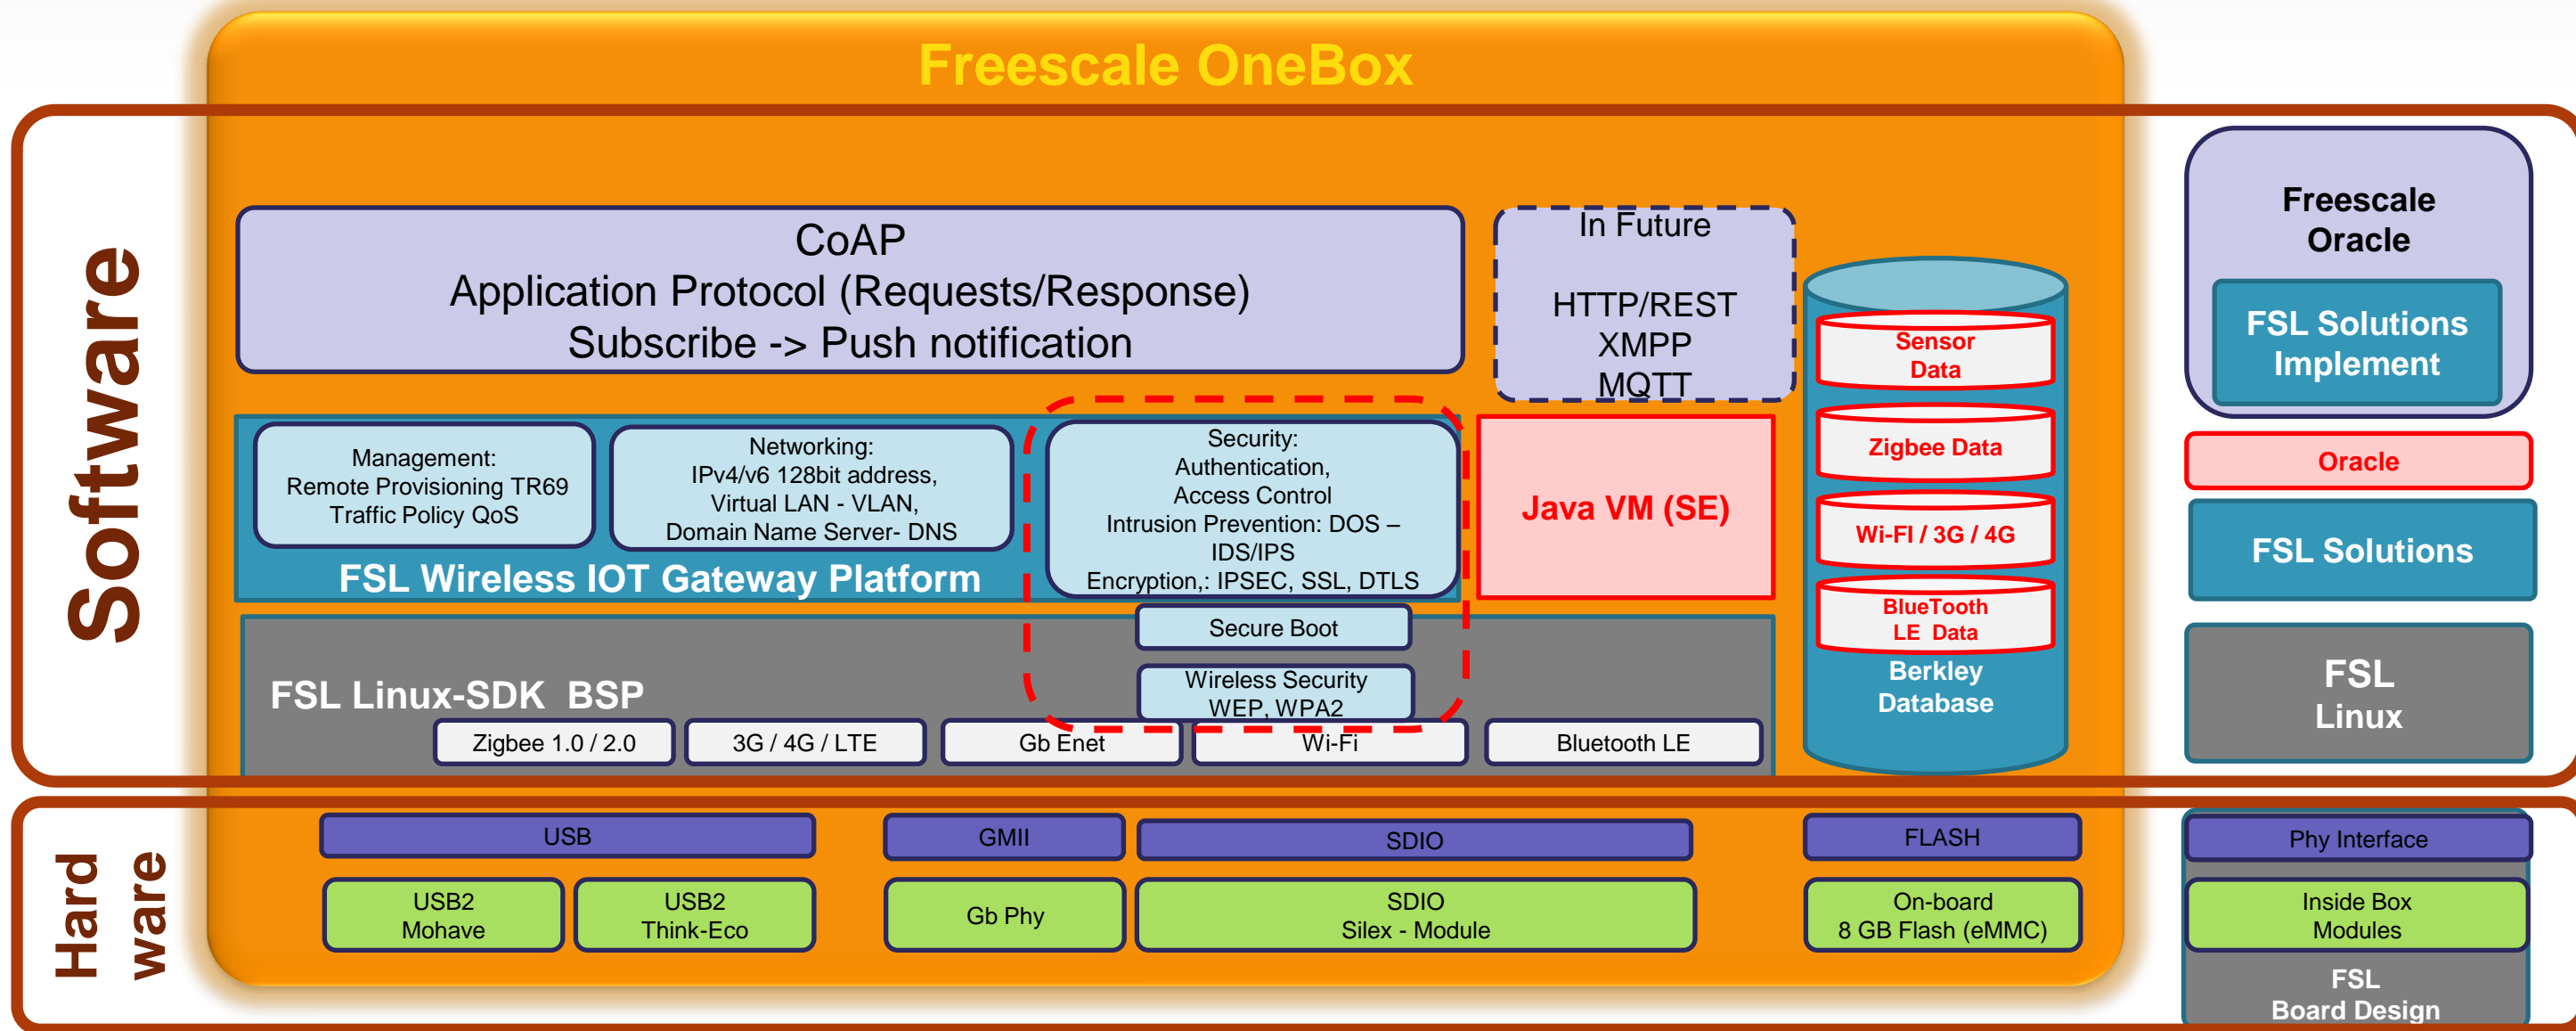 Freescale OneBox
Software
CoAP
Application Protocol (Requests/Response)
Subscribe -> Push notification
In Future
HTTP/REST
XMPP
MQTT
Sensor
Data
Zigbee Data
Wi-FI / 3G / 4G
BlueTooth
LE  Data
Berkley
Database
Management:
Remote Provisioning TR69
Traffic Policy QoS
Networking:
IPv4/v6 128bit address,
Virtual LAN - VLAN,
Domain Name Server- DNS
Security:
Authentication,
Access Control
Intrusion Prevention: DOS –
IDS/IPS
Encryption,: IPSEC, SSL, DTLS
FSL Wireless IOT Gateway Platform
Java VM (SE)
Secure Boot
Wireless Security
WEP, WPA2
FSL Linux-SDK  BSP
Zigbee 1.0 / 2.0
3G / 4G / LTE
Gb Enet
Wi-Fi
Bluetooth LE
Freescale
Oracle
FSL Solutions
Implement
Oracle
FSL Solutions
FSL
Linux
Hard
ware
USB
GMII
SDIO
FLASH
USB2
Mohave
USB2
Think-Eco
Gb Phy
SDIO
Silex - Module
On-board
8 GB Flash (eMMC)
Phy Interface
Inside Box
Modules
FSL
Board Design